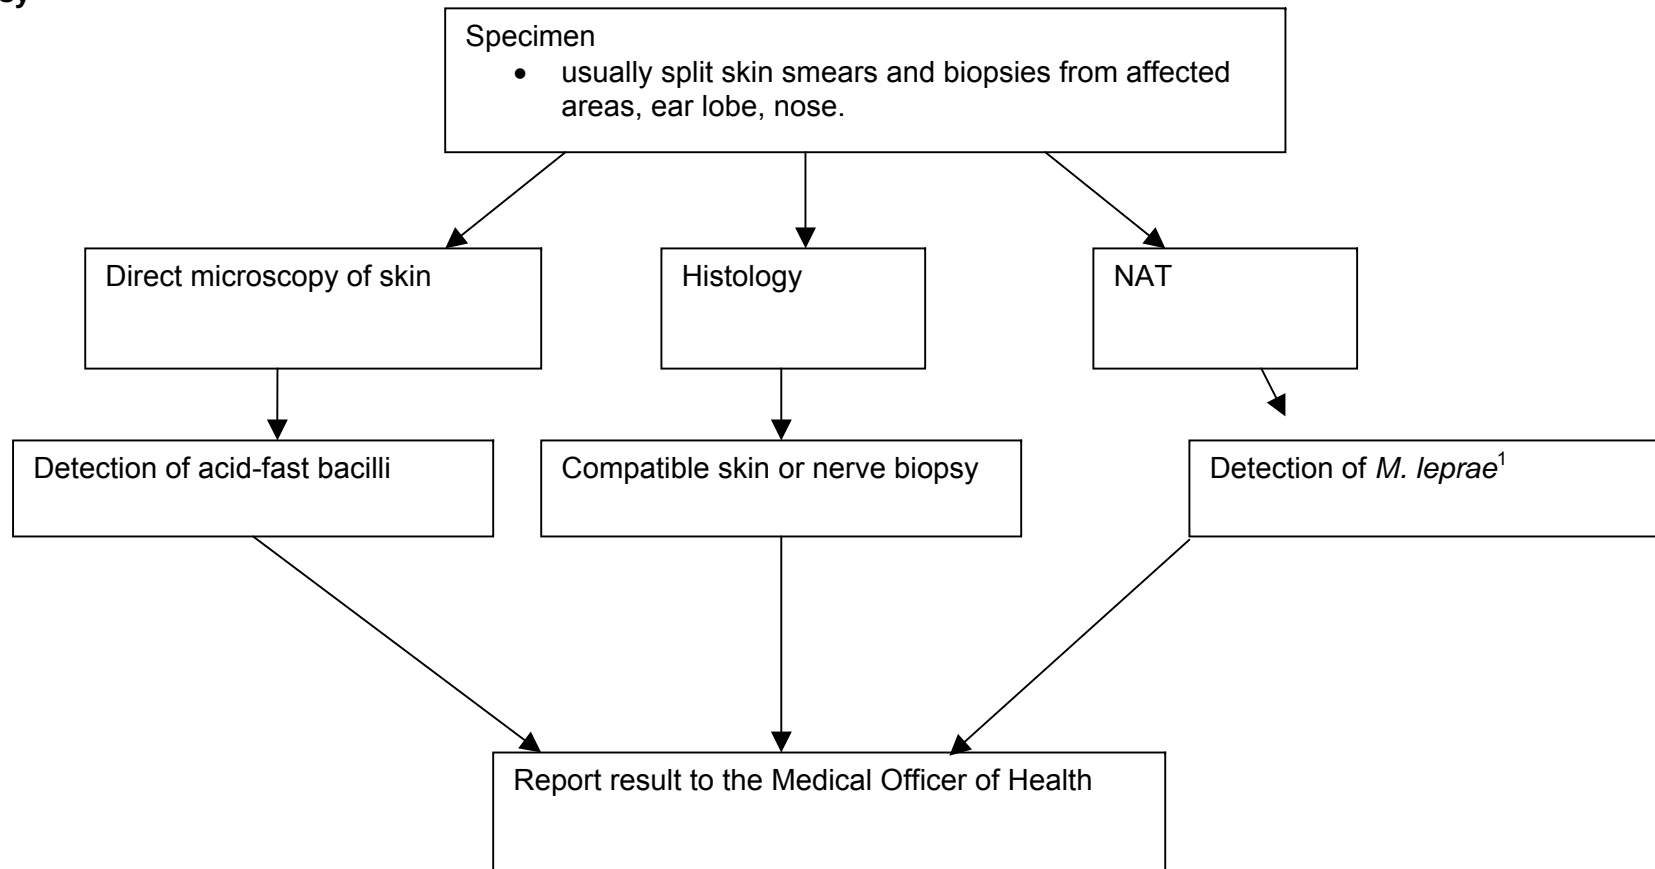 Specimen
• usually split skin smears and biopsies from affected
areas, ear lobe, nose.
Direct microscopy of skin
Histology
NAT
Detection of acid-fast bacilli
Compatible skin or nerve biopsy
Detection of M. leprae¹
Report result to the Medical Officer of Health